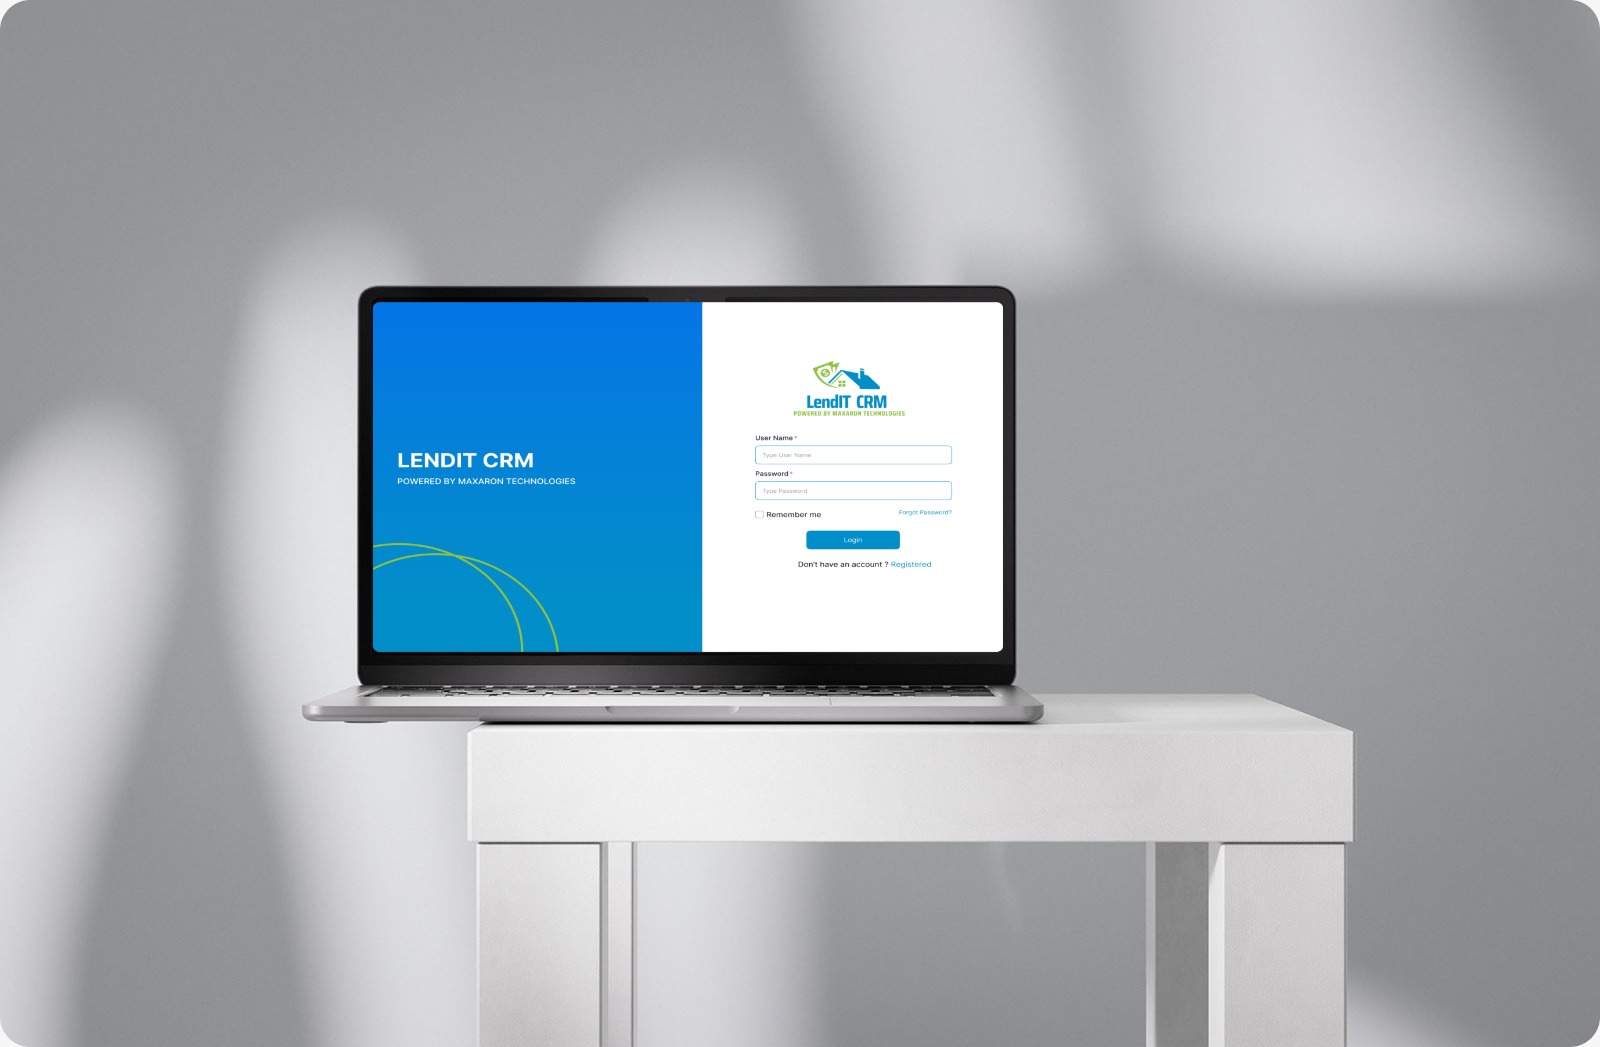 LENDIT CRM
POWERED BY MAXARON TECHNOLOGIES
LendIT CRM
POWERED BY MAXARON TECHNOLOGIES
User Name *
Type User Name
Password *
Type Password
Remember me
Forgot Password?
Login
Don't have an account ? Registered